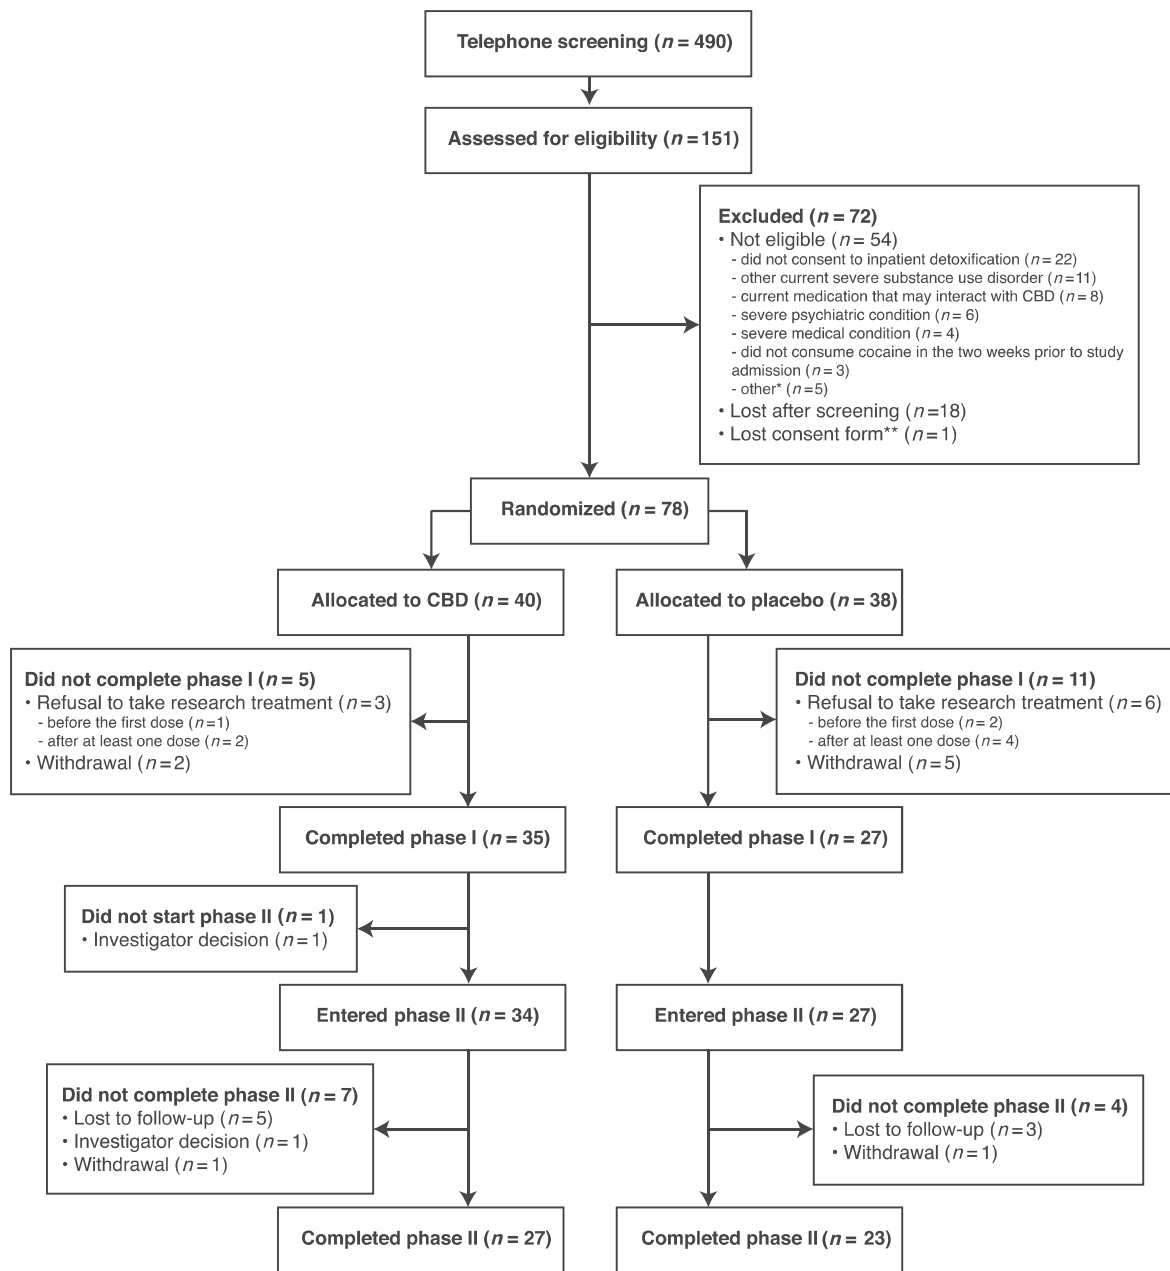 Telephone screening (n = 490)
Assessed for eligibility (n = 151)
Excluded (n = 72)
• Not eligible (n = 54)
- did not consent to inpatient detoxification (n = 22)
- other current severe substance use disorder (n = 11)
- current medication that may interact with CBD (n = 8)
- severe psychiatric condition (n = 6)
- severe medical condition (n = 4)
- did not consume cocaine in the two weeks prior to study
admission (n = 3)
- other* (n = 5)
• Lost after screening (n = 18)
• Lost consent form** (n = 1)
Randomized (n = 78)
Allocated to CBD (n = 40)
Allocated to placebo (n = 38)
Did not complete phase I (n = 5)
• Refusal to take research treatment (n = 3)
- before the first dose (n = 1)
- after at least one dose (n = 2)
• Withdrawal (n = 2)
Did not complete phase I (n = 11)
• Refusal to take research treatment (n = 6)
- before the first dose (n = 2)
- after at least one dose (n = 4)
• Withdrawal (n = 5)
Completed phase I (n = 35)
Completed phase I (n = 27)
Did not start phase II (n = 1)
• Investigator decision (n = 1)
Entered phase II (n = 34)
Entered phase II (n = 27)
Did not complete phase II (n = 7)
• Lost to follow-up (n = 5)
• Investigator decision (n = 1)
• Withdrawal (n = 1)
Did not complete phase II (n = 4)
• Lost to follow-up (n = 3)
• Withdrawal (n = 1)
Completed phase II (n = 27)
Completed phase II (n = 23)